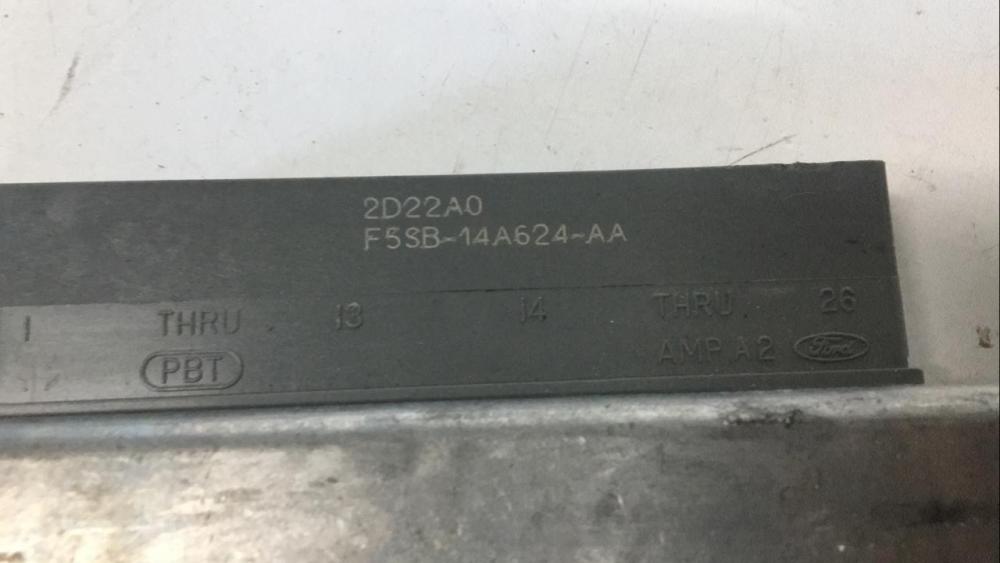 2D22A0
F5SB-14A624-AA
1 THRU 13 14 THRU 26
PBT AMP A2 Ford